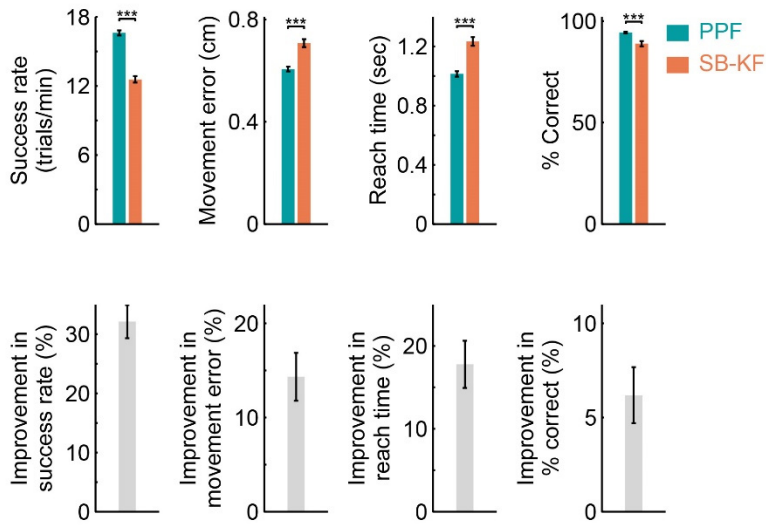 Success rate
(trials/min)
18
12
6
0
***
Movement error (cm)
0.8
0.4
0
***
Reach time (sec)
1.2
0.8
0.4
0
***
% Correct
100
50
0
***
PPF
SB-KF
Improvement in
success rate (%)
30
20
10
0
Improvement in
movement error (%)
20
10
0
Improvement in
reach time (%)
20
10
0
Improvement in
% correct (%)
10
5
0